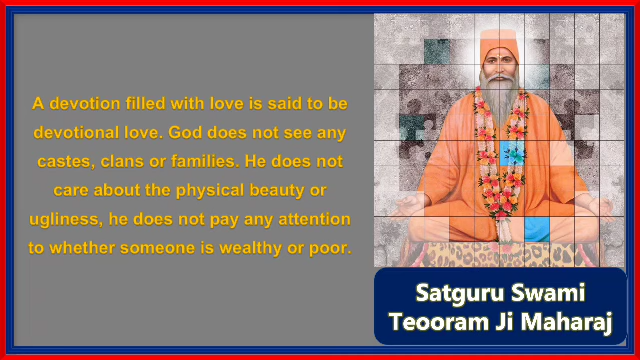 A devotion filled with love is said to be
devotional love. God does not see any
castes, clans or families. He does not
care about the physical beauty or
ugliness, he does not pay any attention
to whether someone is wealthy or poor.
Satguru Swami
Teooram Ji Maharaj